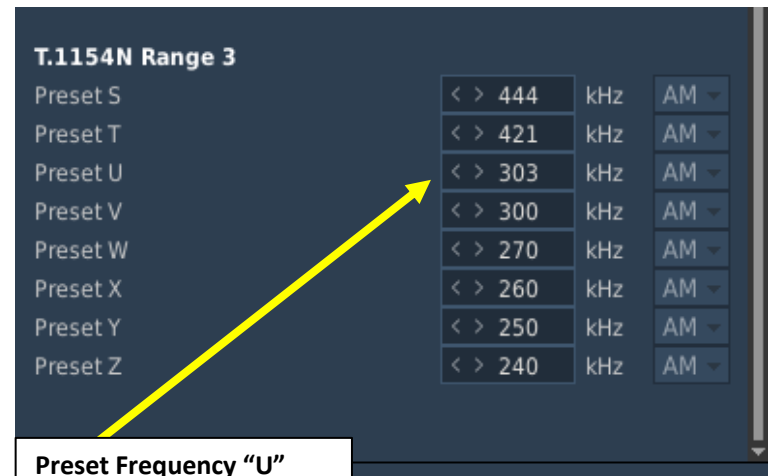 T.1154N Range 3
Preset S < > 444 kHz AM
Preset T < > 421 kHz AM
Preset U < > 303 kHz AM
Preset V < > 300 kHz AM
Preset W < > 270 kHz AM
Preset X < > 260 kHz AM
Preset Y < > 250 kHz AM
Preset Z < > 240 kHz AM
Preset Frequency “U”